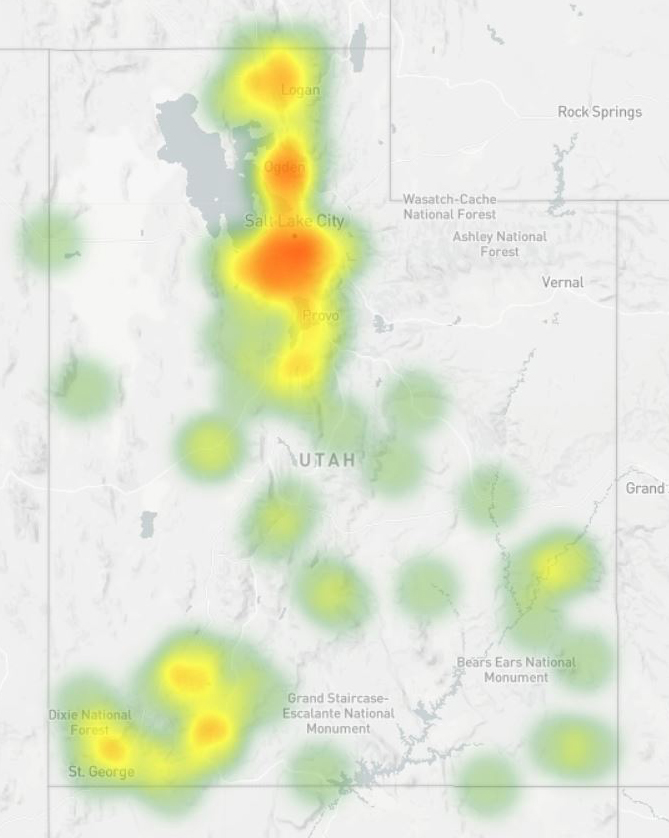 Logan
Rock Springs
Ogden
Wasatch-Cache
National Forest
Salt Lake City
Ashley National
Forest
Vernal
Provo
UTAH
Grand
Bears Ears National
Monument
Grand Staircase-
Escalante National
Monument
Dixie National
Forest
St. George